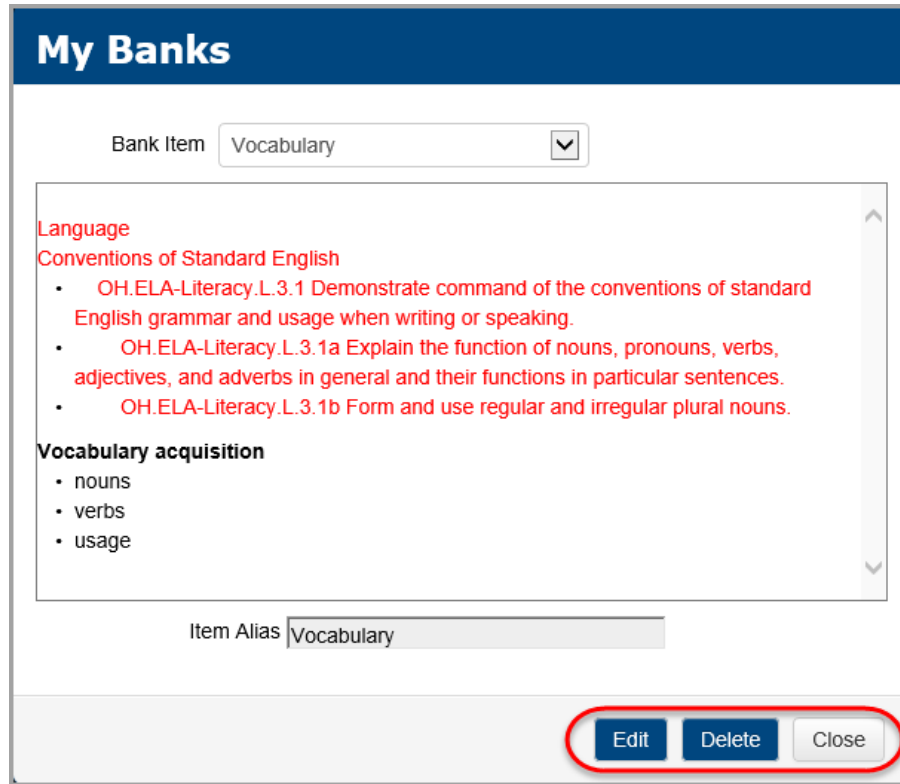 My Banks
Bank Item Vocabulary
Language
Conventions of Standard English
• OH.ELA-Literacy.L.3.1 Demonstrate command of the conventions of standard
English grammar and usage when writing or speaking.
• OH.ELA-Literacy.L.3.1a Explain the function of nouns, pronouns, verbs,
adjectives, and adverbs in general and their functions in particular sentences.
• OH.ELA-Literacy.L.3.1b Form and use regular and irregular plural nouns.
Vocabulary acquisition
• nouns
• verbs
• usage
Item Alias Vocabulary
Edit Delete Close